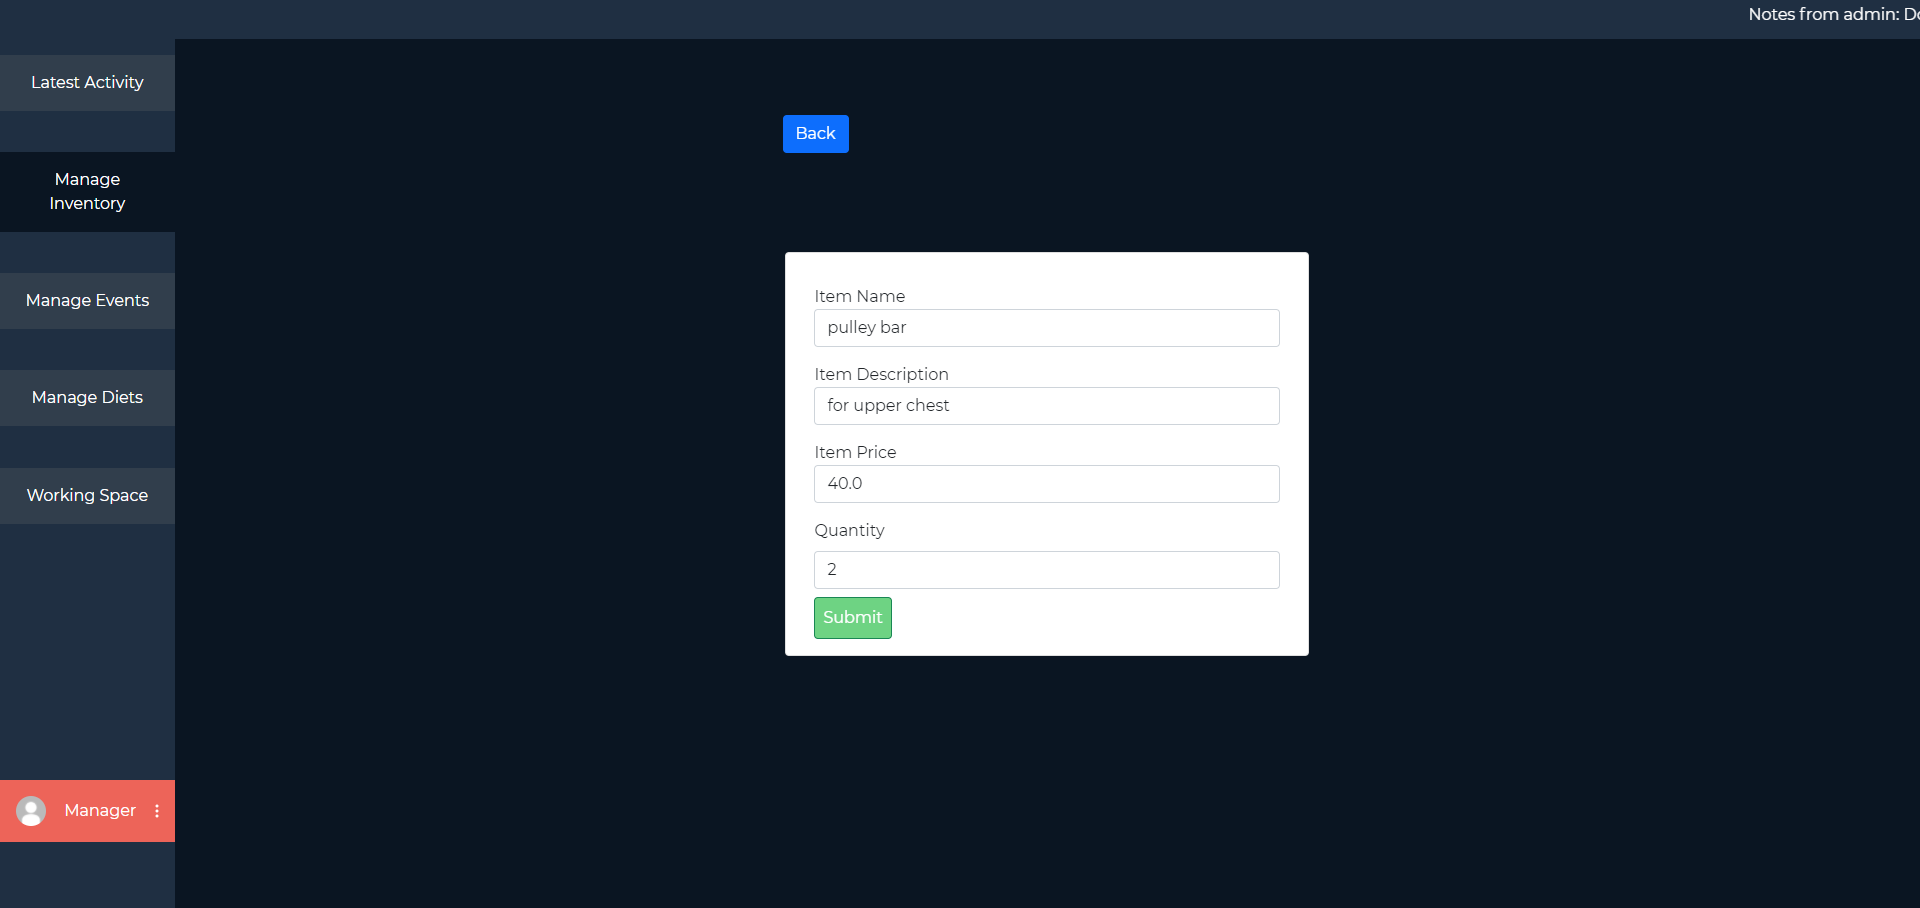 Notes from admin:
Latest Activity
Manage
Inventory
Manage Events
Manage Diets
Working Space
Manager
Back
Item Name
pulley bar
Item Description
for upper chest
Item Price
40.0
Quantity
2
Submit